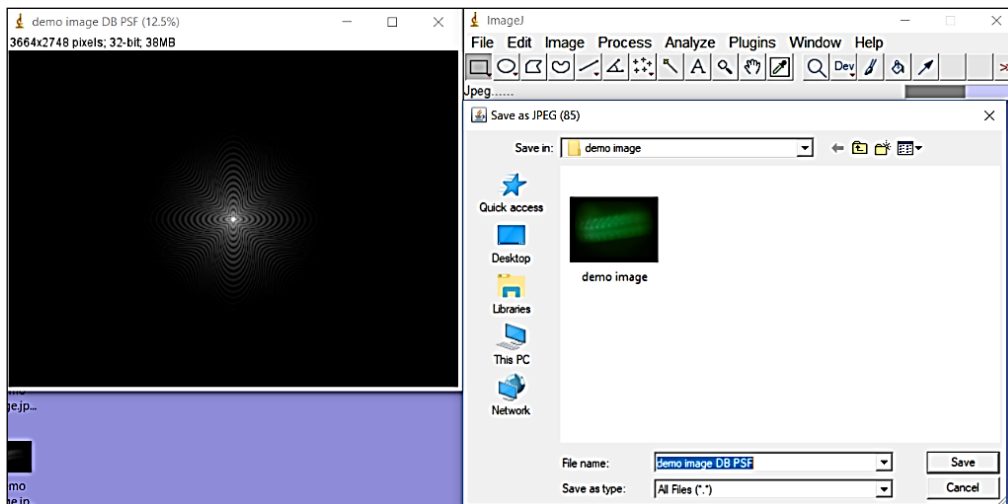 demo image DB PSF (12.5%)
3664x2748 pixels; 32-bit; 38MB
ImageJ
File Edit Image Process Analyze Plugins Window Help
Dev
Jpeg......
Save as JPEG (85)
Save in:
demo image
Quick access
Desktop
Libraries
This PC
Network
demo image
File name:
demo image DB PSF
Save
Save as type:
All Files (*.*)
Cancel
ge.jp...